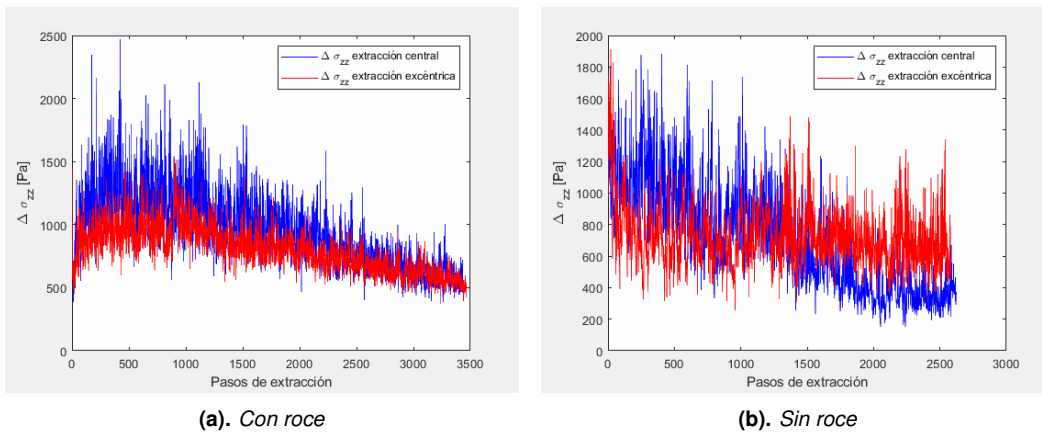 2500
2000
1500
1000
500
0
Δ σzz [Pa]
Δ σzz extracción central
Δ σzz extracción excéntrica
0 500 1000 1500 2000 2500 3000 3500
Pasos de extracción
(a). Con roce
2000
1800
1600
1400
1200
1000
800
600
400
200
0
Δ σzz [Pa]
Δ σzz extracción central
Δ σzz extracción excéntrica
0 500 1000 1500 2000 2500 3000
Pasos de extracción
(b). Sin roce